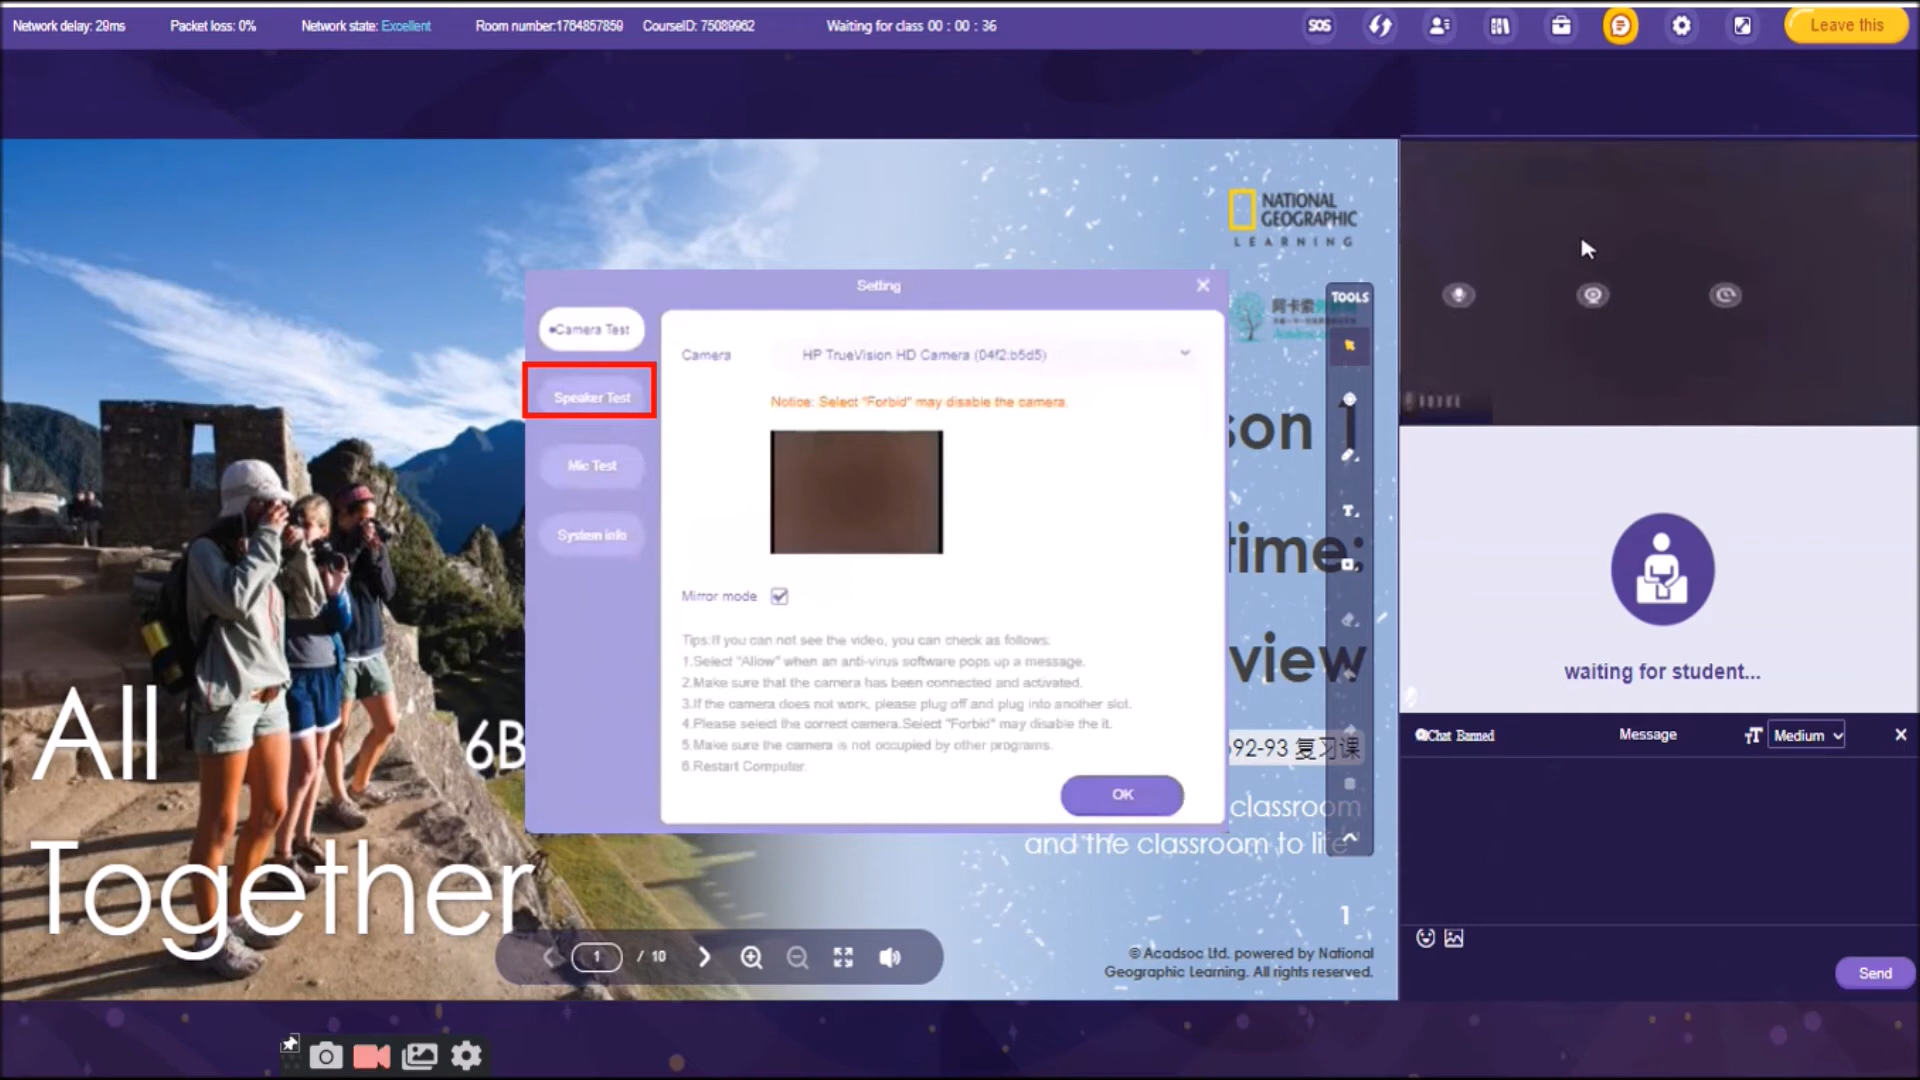 Network delay: 29ms Packet loss: 0% Network state: Excellent Room number:1764857859 CourseID: 75089962 Waiting for class 00 : 00 : 36
SOS
Leave this
NATIONAL
GEOGRAPHIC
LEARNING
Setting
Camera Test
Speaker Test
Mic Test
System info
Camera HP TrueVision HD Camera (04f2:b5d5)
Notice: Select "Forbid" may disable the camera.
Mirror mode
Tips:If you can not see the video, you can check as follows:
1.Select "Allow" when an anti-virus software pops up a message.
2.Make sure that the camera has been connected and activated.
3.If the camera does not work, please plug off and plug into another slot.
4.Please select the correct camera.Select "Forbid" may disable the it.
5.Make sure the camera is not occupied by other programs.
6.Restart Computer.
OK
阿卡索
TOOLS
son 1
time:
view
92-93 复习课
classroom
and the classroom to life
All
Together
6B
1
1 / 10
© Acadsoc Ltd. powered by National
Geographic Learning. All rights reserved.
waiting for student...
Chat Banned Message Medium
Send